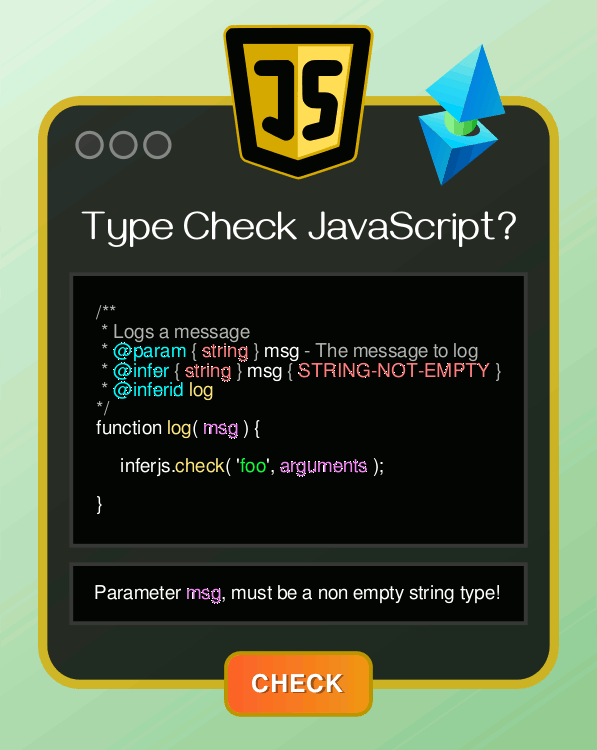 JS
Type Check JavaScript?
/**
* Logs a message
* @param { string } msg - The message to log
* @infer { string } msg { STRING-NOT-EMPTY }
* @inferid log
*/
function log( msg ) {
inferjs.check( 'foo', arguments );
}
Parameter msg, must be a non empty string type!
CHECK